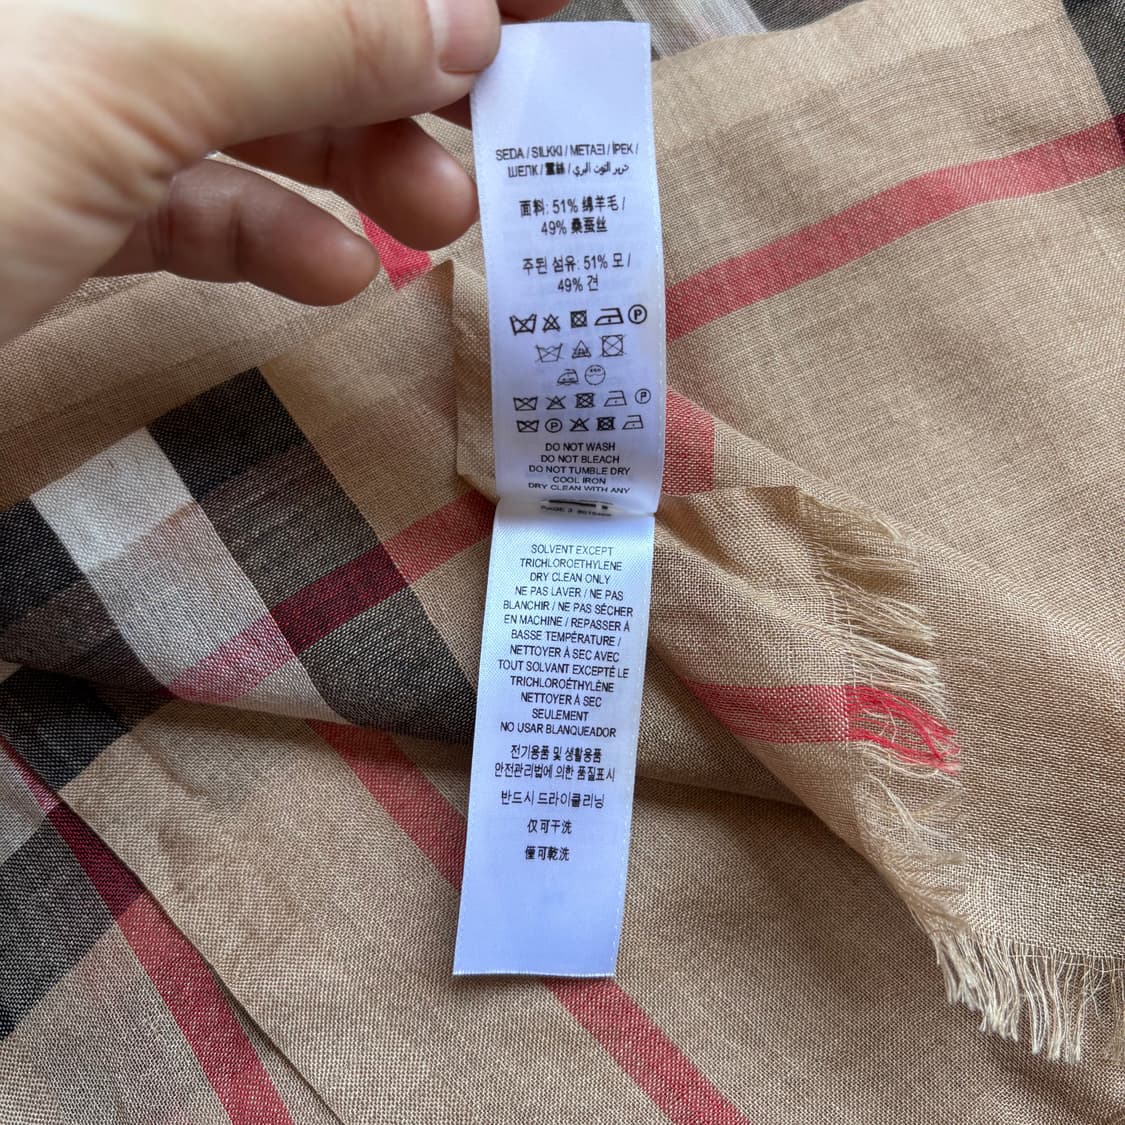 SEDA / SILKKI / ΜΕΤΑΞΙ / İPEK /
ШЕЛК / 蠶絲 / حرير التوت البري
面料: 51% 绵羊毛 /
49% 桑蚕丝
주된 섬유: 51% 모 /
49% 견
P
P
P
DO NOT WASH
DO NOT BLEACH
DO NOT TUMBLE DRY
COOL IRON
DRY CLEAN WITH ANY
PAGE 3
SOLVENT EXCEPT
TRICHLOROETHYLENE
DRY CLEAN ONLY
NE PAS LAVER / NE PAS
BLANCHIR / NE PAS SÉCHER
EN MACHINE / REPASSER À
BASSE TEMPÉRATURE /
NETTOYER À SEC AVEC
TOUT SOLVANT EXCEPTÉ LE
TRICHLOROÉTHYLÈNE
NETTOYER À SEC
SEULEMENT
NO USAR BLANQUEADOR
전기용품 및 생활용품
안전관리법에 의한 품질표시
반드시 드라이클리닝
仅可干洗
僅可乾洗